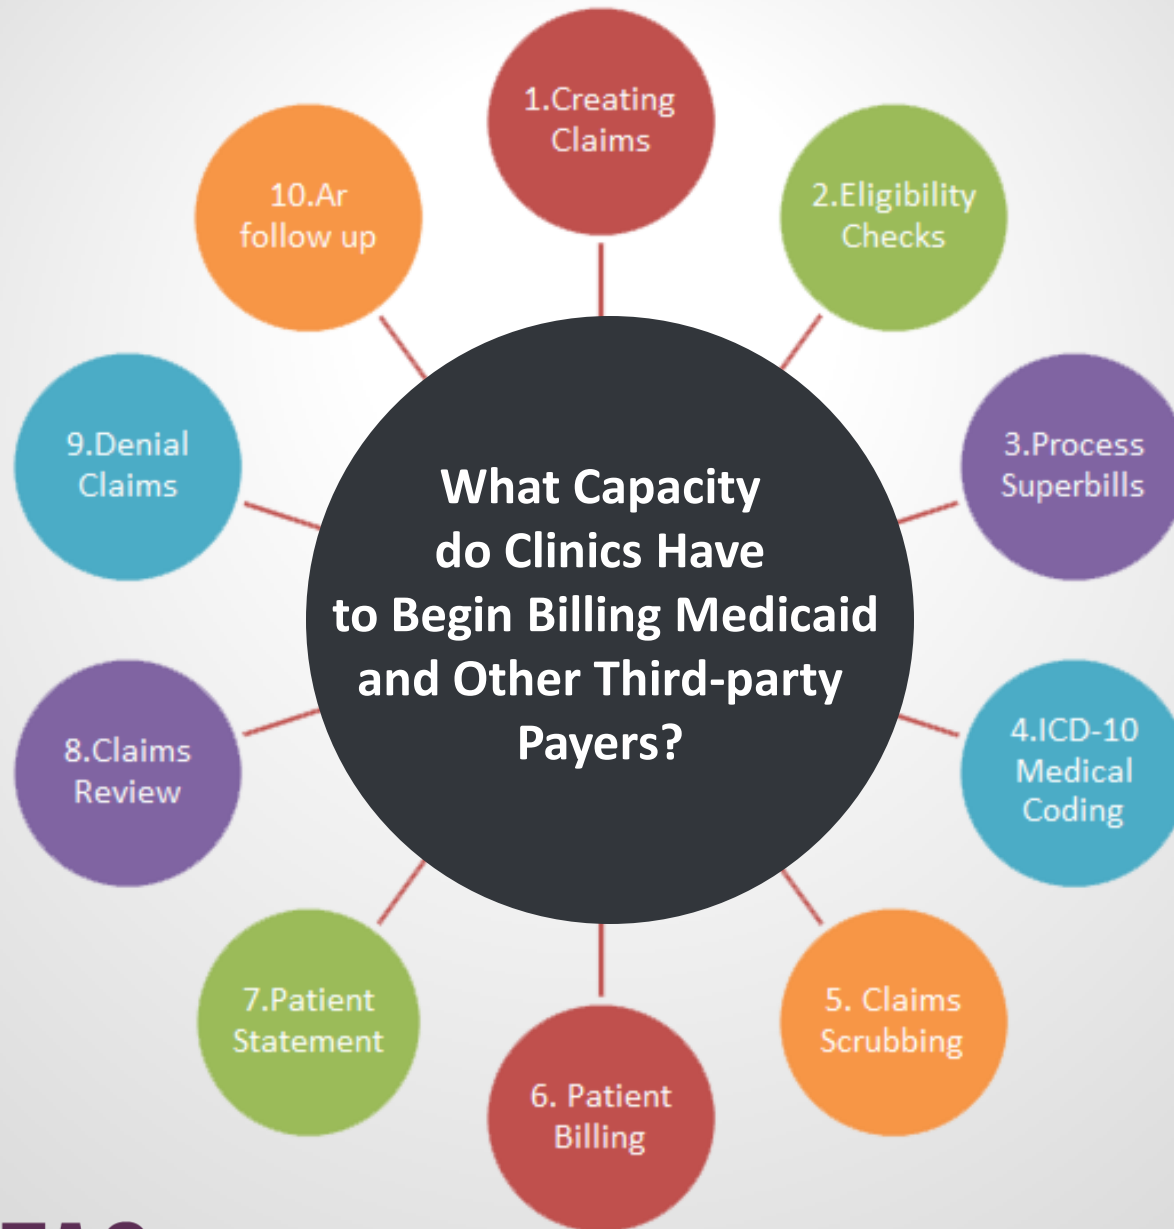 1.Creating
Claims
2.Eligibility
Checks
3.Process
Superbills
4.ICD-10
Medical
Coding
5. Claims
Scrubbing
6. Patient
Billing
7.Patient
Statement
8.Claims
Review
9.Denial
Claims
10.Ar
follow up
What Capacity
do Clinics Have
to Begin Billing Medicaid
and Other Third-party
Payers?